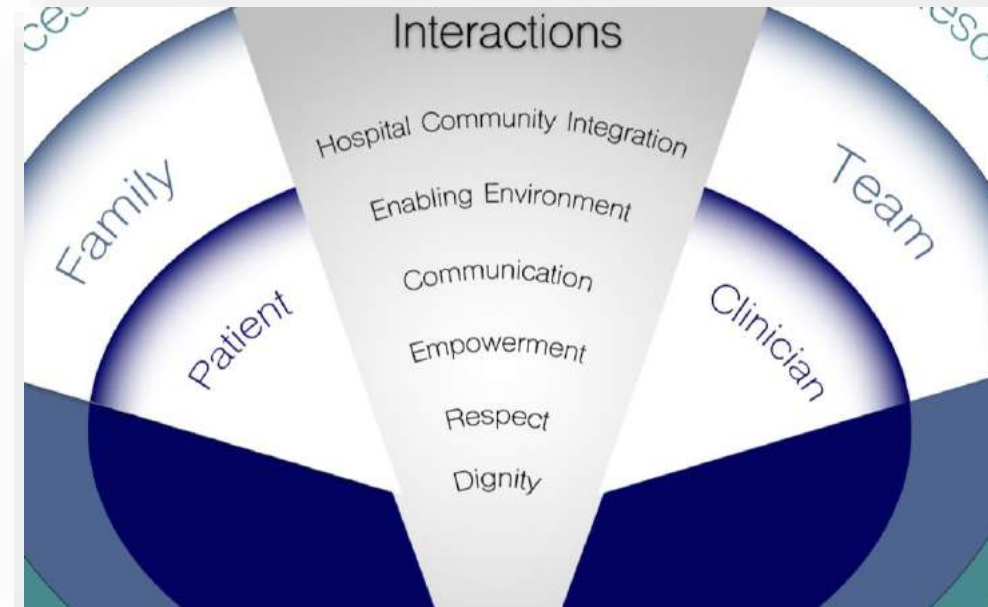 Interactions
Hospital Community Integration
Enabling Environment
Communication
Empowerment
Respect
Dignity
Family
Patient
Team
Clinician